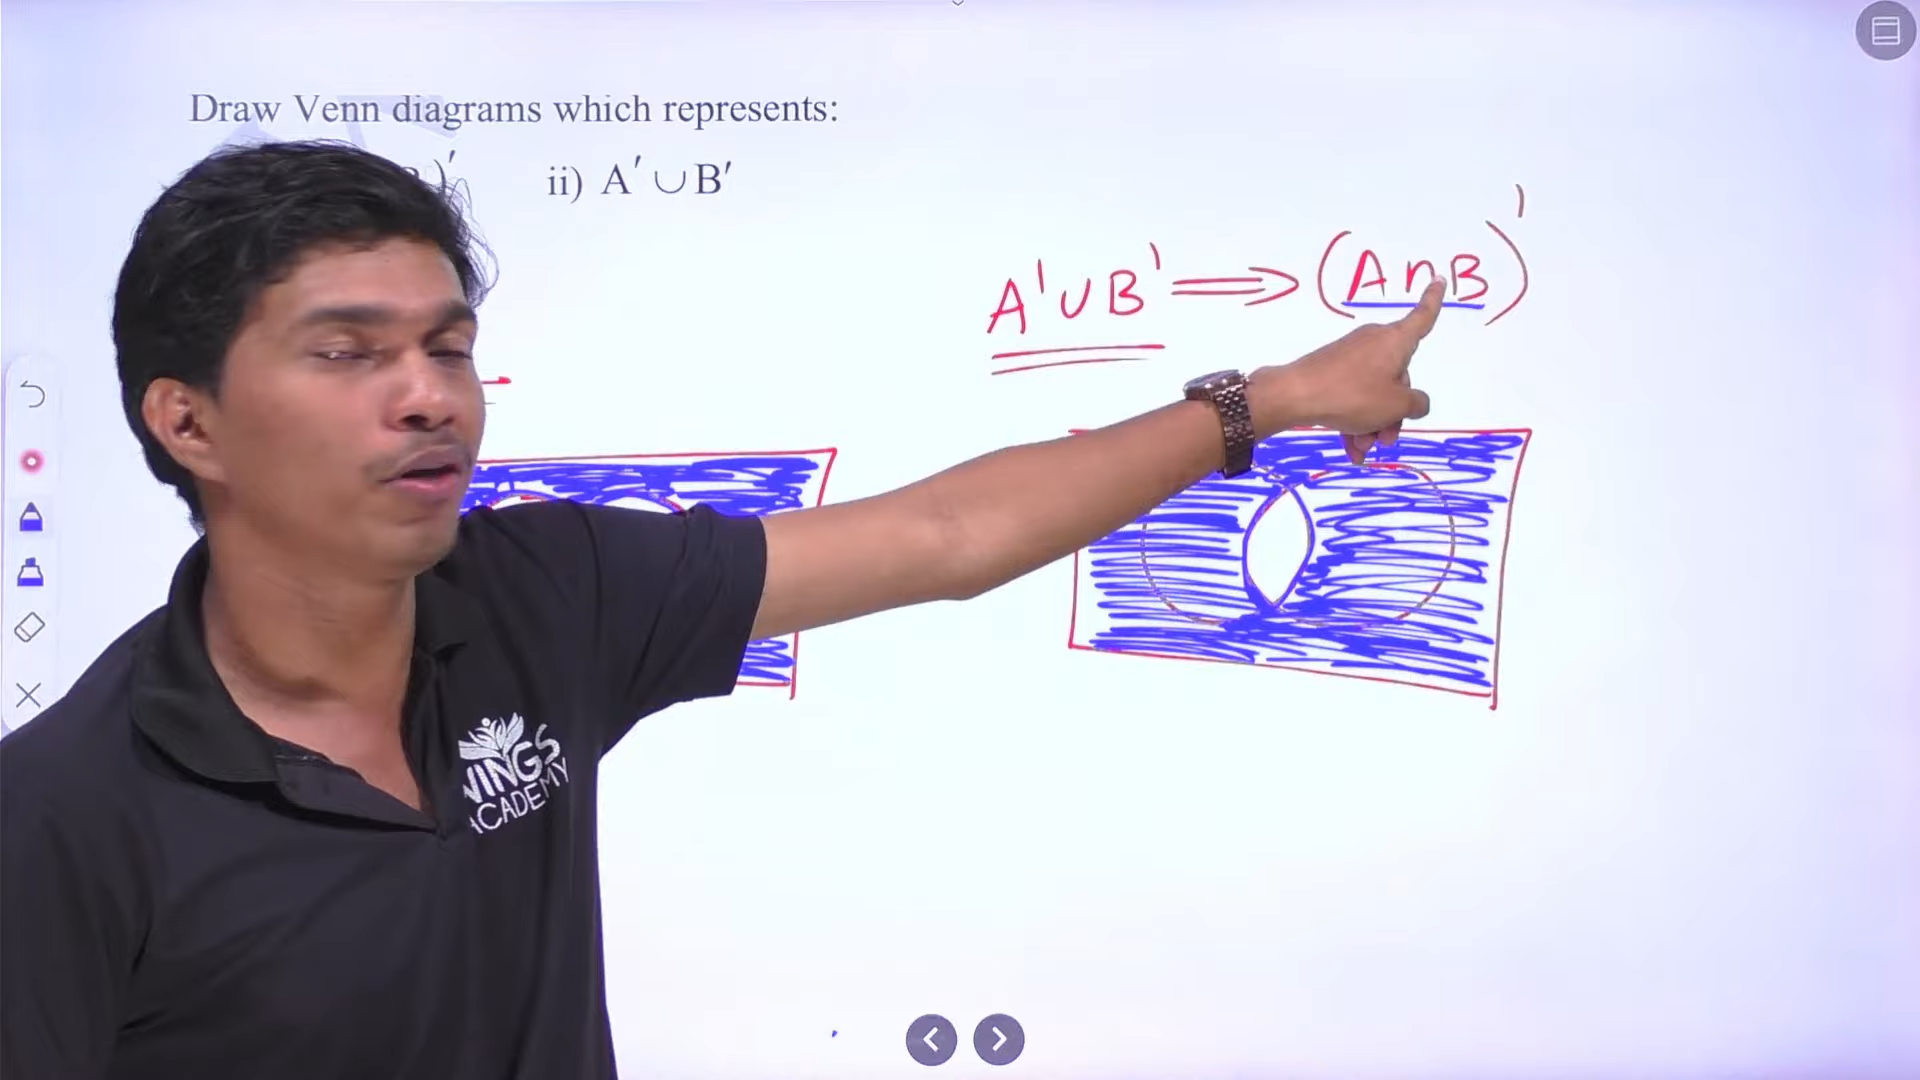 Draw Venn diagrams which represents:
)′ ii) A′ ∪ B′
A' ∪ B' ⟹ (A ∩ B)'
WINGS
ACADEMY